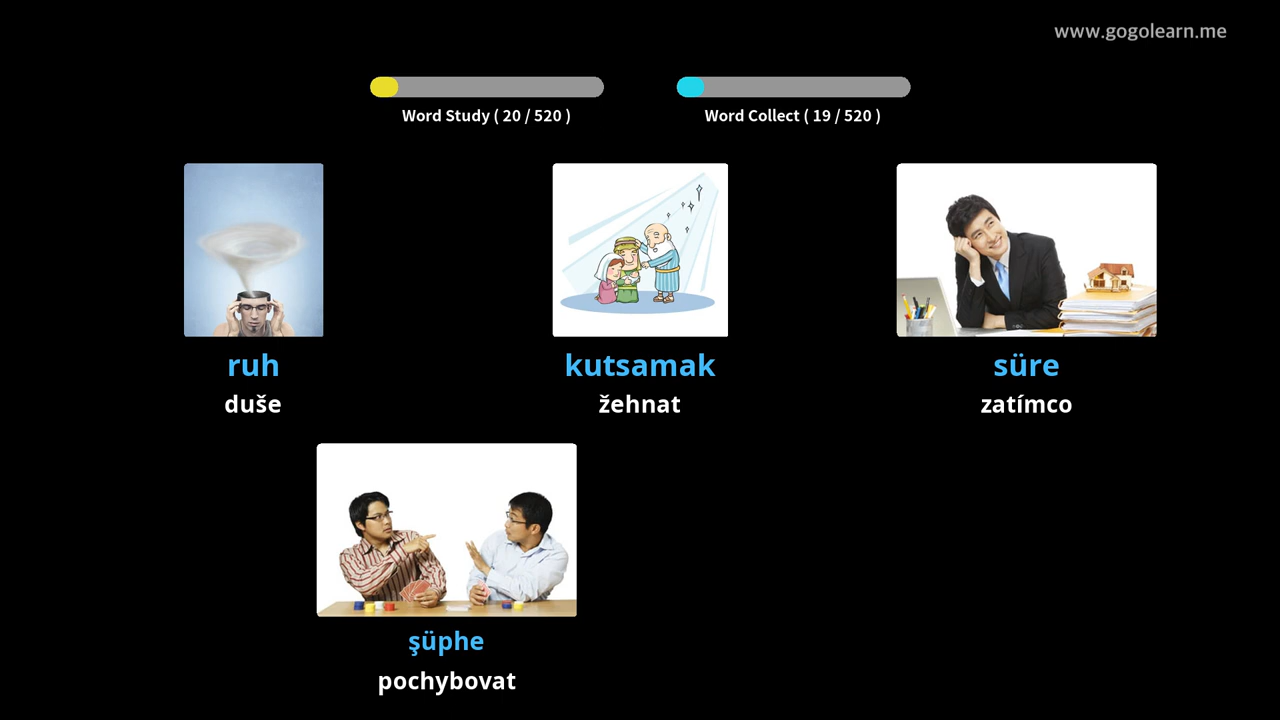 www.gogolearn.me
Word Study ( 20 / 520 )
Word Collect ( 19 / 520 )
ruh
kutsamak
süre
duše
žehnat
zatímco
şüphe
pochybovat